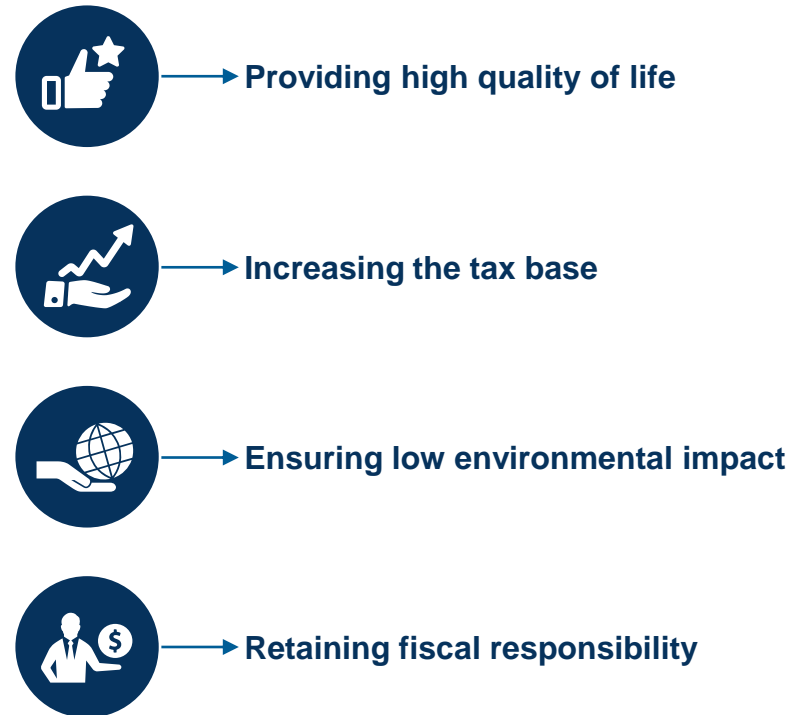 Providing high quality of life
Increasing the tax base
Ensuring low environmental impact
$
Retaining fiscal responsibility